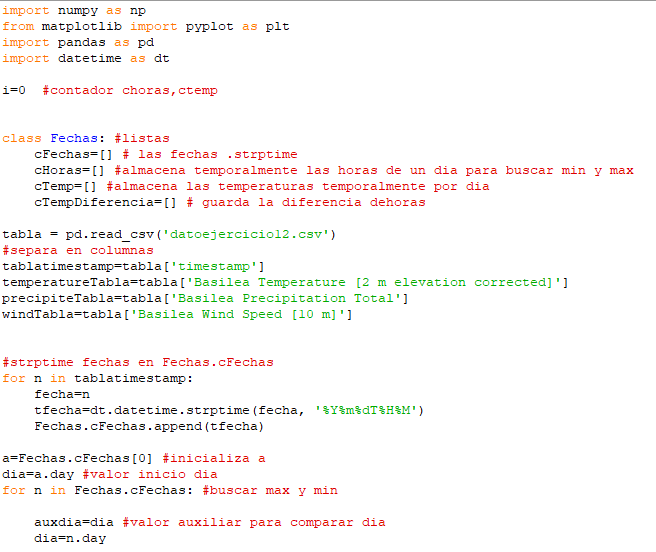 import numpy as np
from matplotlib import pyplot as plt
import pandas as pd
import datetime as dt
i=0  #contador choras,ctemp
class Fechas: #listas
    cFechas=[] # las fechas .strptime
    cHoras=[] #almacena temporalmente las horas de un dia para buscar min y max
    cTemp=[] #almacena las temperaturas temporalmente por dia
    cTempDiferencia=[] # guarda la diferencia dehoras
tabla = pd.read_csv('datoejercicio12.csv')
#separa en columnas
tablatimestamp=tabla['timestamp']
temperatureTabla=tabla['Basilea Temperature [2 m elevation corrected]']
precipiteTabla=tabla['Basilea Precipitation Total']
windTabla=tabla['Basilea Wind Speed [10 m]']
#strptime fechas en Fechas.cFechas
for n in tablatimestamp:
    fecha=n
    tfecha=dt.datetime.strptime(fecha, '%Y%m%dT%H%M')
    Fechas.cFechas.append(tfecha)
a=Fechas.cFechas[0] #inicializa a
dia=a.day #valor inicio dia
for n in Fechas.cFechas: #buscar max y min
    auxdia=dia #valor auxiliar para comparar dia
    dia=n.day